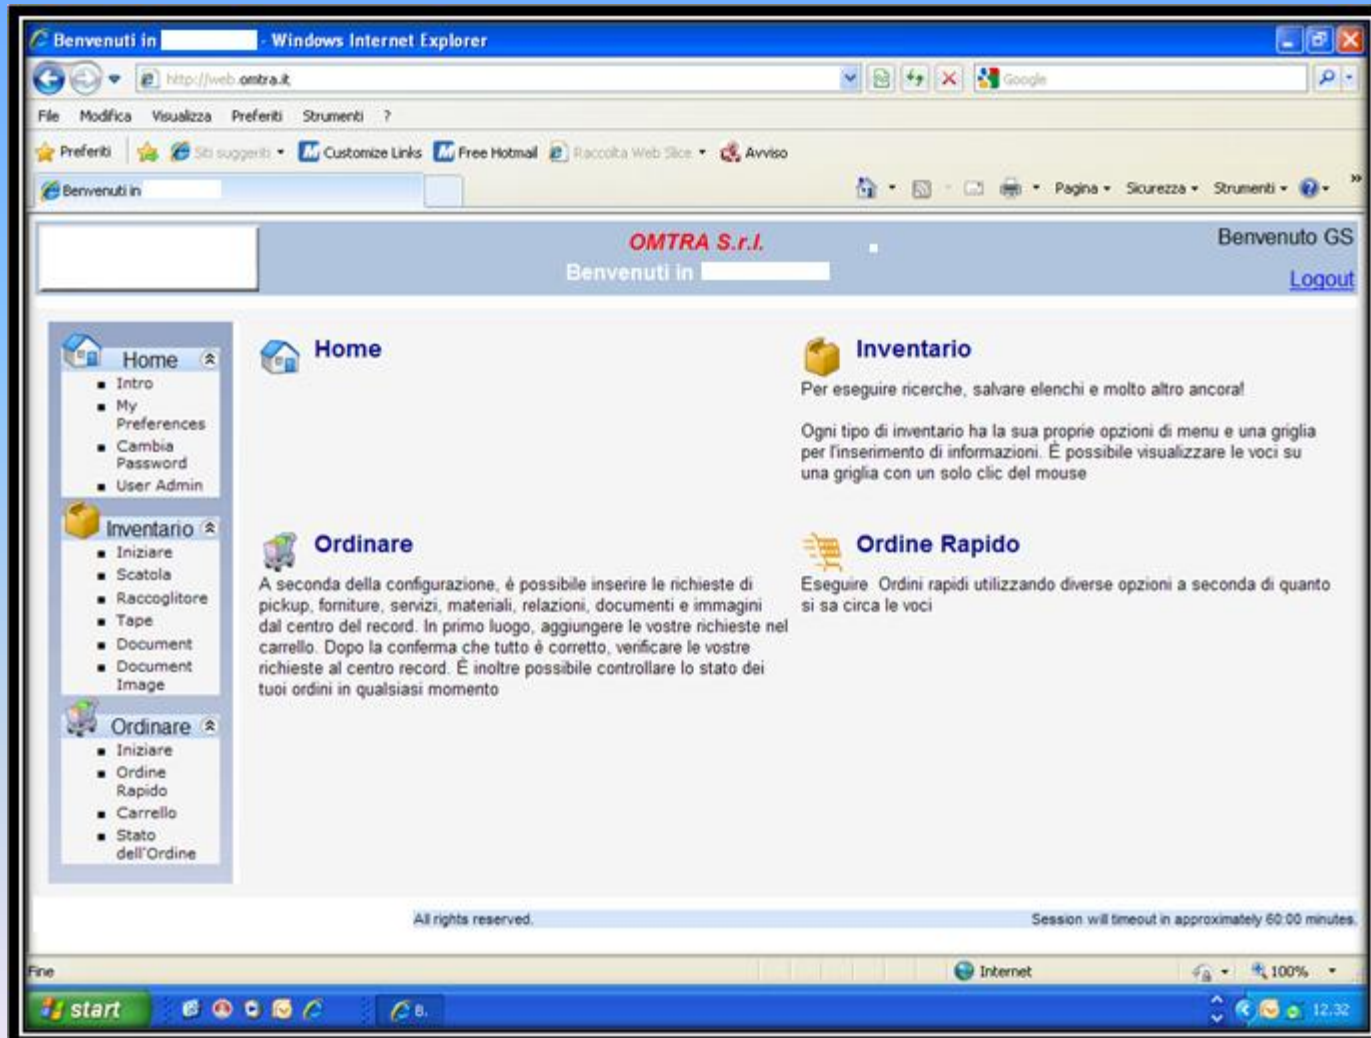 Benvenuti in - Windows Internet Explorer
http://web.omtra.it
Google
File Modifica Visualizza Preferiti Strumenti ?
Preferiti Siti suggeriti Customize Links Free Hotmail Raccolta Web Slice Avviso
Benvenuti in
Pagina Sicurezza Strumenti
OMTRA S.r.l.
Benvenuti in
Benvenuto GS
Logout
Home
Intro
My
Preferences
Cambia
Password
User Admin
Inventario
Iniziare
Scatola
Raccoglitore
Tape
Document
Document
Image
Ordinare
Iniziare
Ordine
Rapido
Carrello
Stato
dell'Ordine
Home
Inventario
Per eseguire ricerche, salvare elenchi e molto altro ancora!
Ogni tipo di inventario ha la sua proprie opzioni di menu e una griglia
per l'inserimento di informazioni. È possibile visualizzare le voci su
una griglia con un solo clic del mouse
Ordinare
A seconda della configurazione, è possibile inserire le richieste di
pickup, forniture, servizi, materiali, relazioni, documenti e immagini
dal centro del record. In primo luogo, aggiungere le vostre richieste nel
carrello. Dopo la conferma che tutto è corretto, verificare le vostre
richieste al centro record. È inoltre possibile controllare lo stato dei
tuoi ordini in qualsiasi momento
Ordine Rapido
Eseguire Ordini rapidi utilizzando diverse opzioni a seconda di quanto
si sa circa le voci
All rights reserved.
Session will timeout in approximately 60:00 minutes.
Fine
Internet
100%
start
B.
12.32